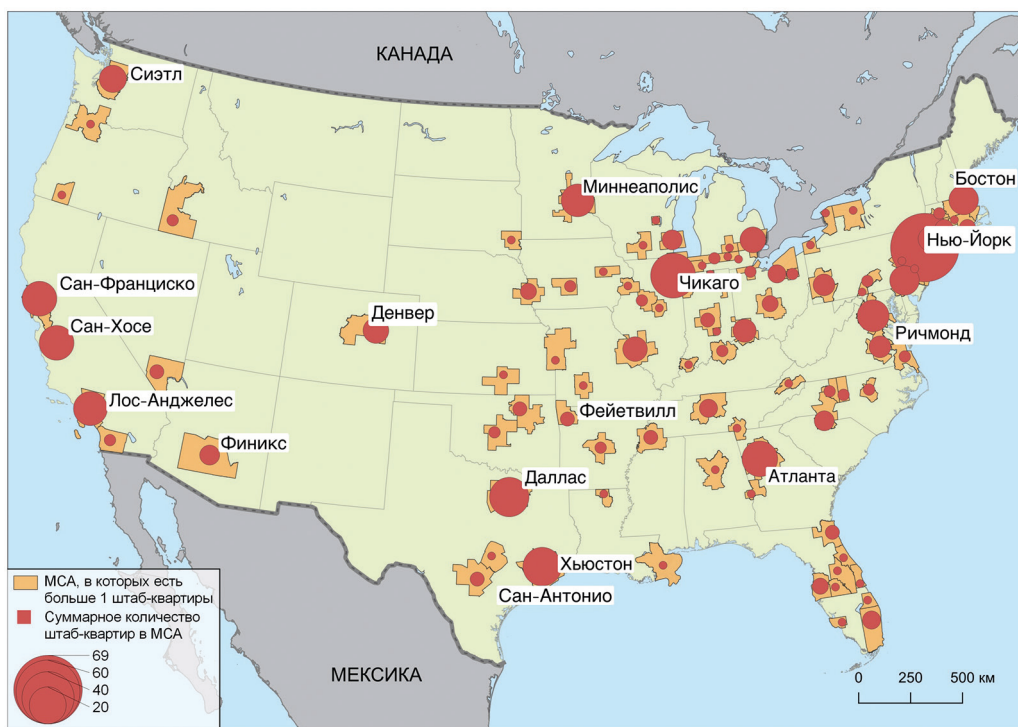 КАНАДА
Сиэтл
Миннеаполис
Бостон
Нью-Йорк
Чикаго
Сан-Франциско
Денвер
Сан-Хосе
Ричмонд
Лос-Анджелес
Фейетвилл
Финикс
Даллас
Атланта
Хьюстон
Сан-Антонио
МЕКСИКА
МСА, в которых есть
больше 1 штаб-квартиры
Суммарное количество
штаб-квартир в МСА
69
60
40
20
0 250 500 км